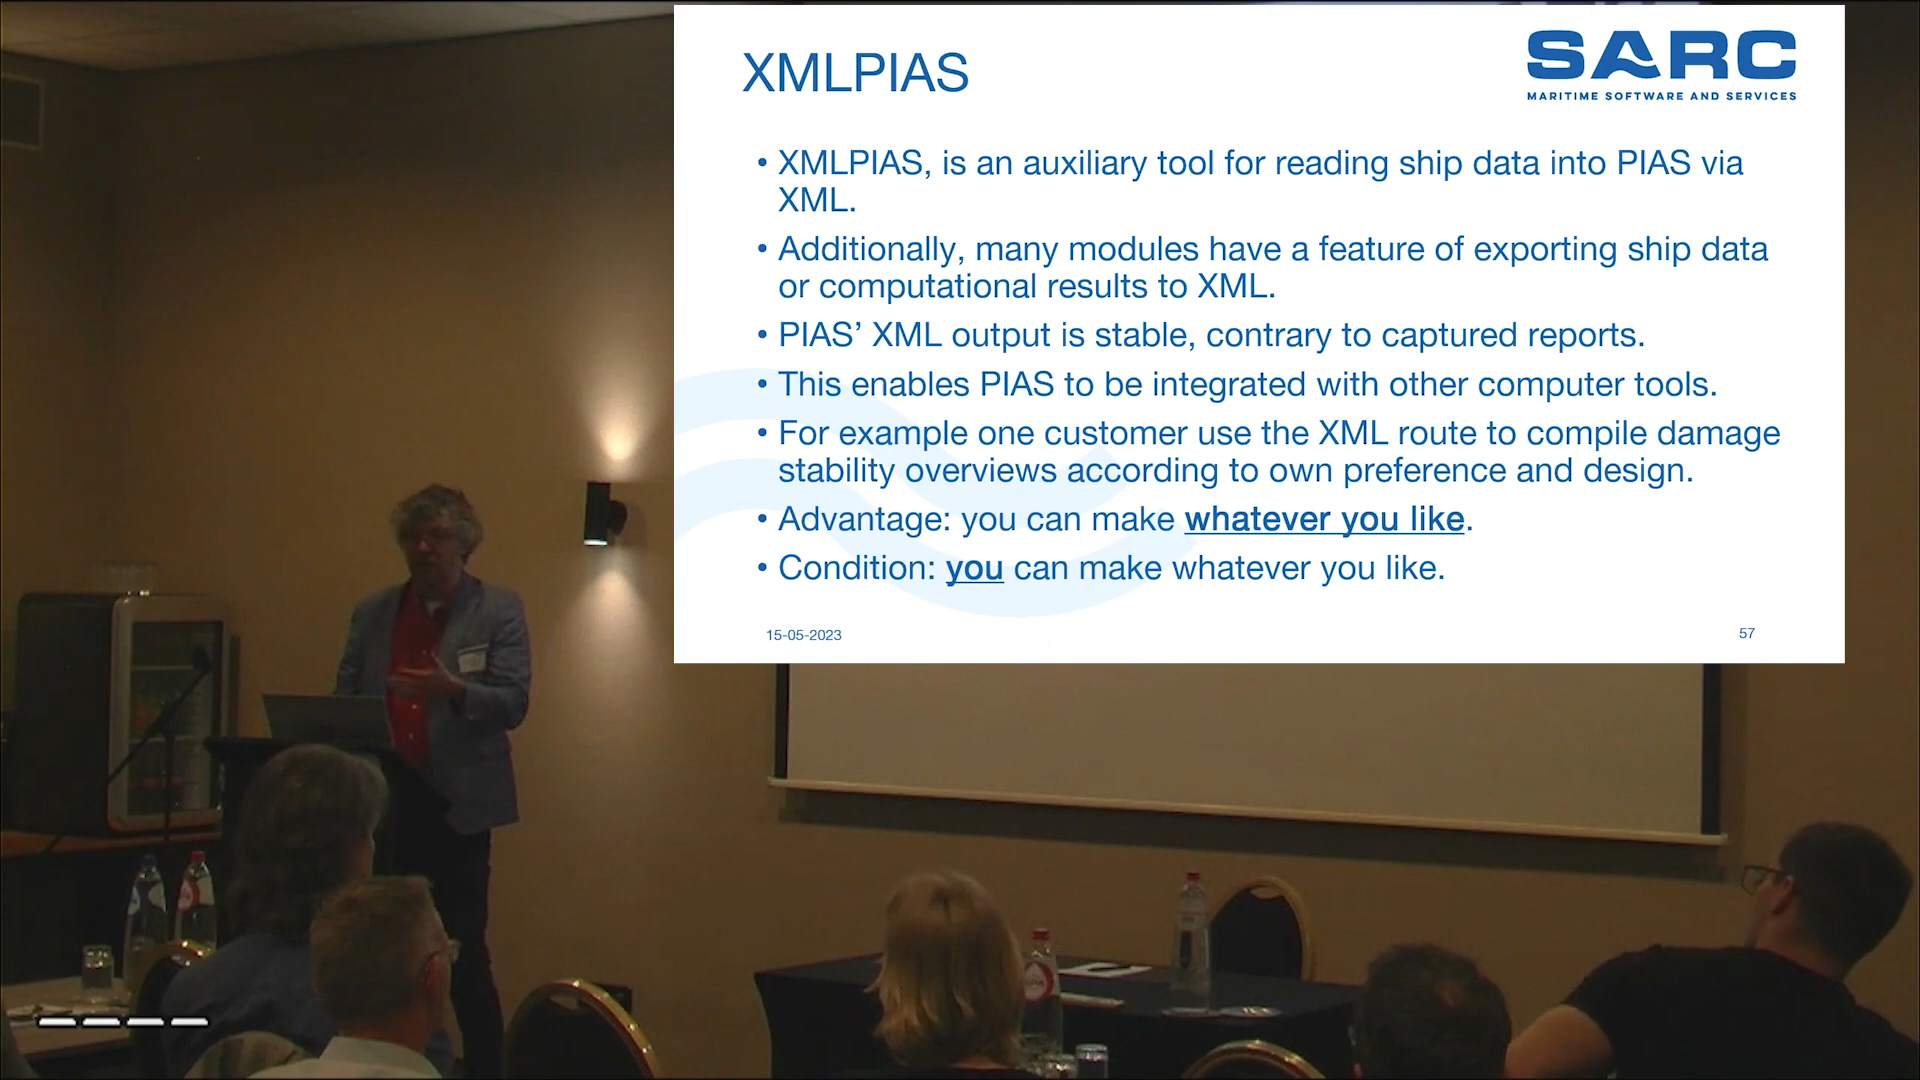 XMLPIAS
SARC
MARITIME SOFTWARE AND SERVICES
• XMLPIAS, is an auxiliary tool for reading ship data into PIAS via
XML.
• Additionally, many modules have a feature of exporting ship data
or computational results to XML.
• PIAS’ XML output is stable, contrary to captured reports.
• This enables PIAS to be integrated with other computer tools.
• For example one customer use the XML route to compile damage
stability overviews according to own preference and design.
• Advantage: you can make whatever you like.
• Condition: you can make whatever you like.
15-05-2023
57